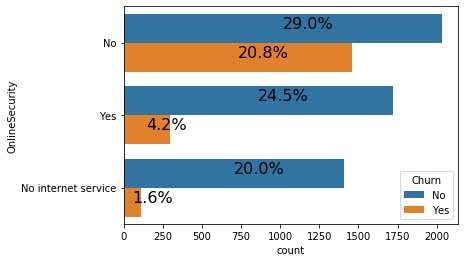 29.0%
No
20.8%
OnlineSecurity
24.5%
Yes
4.2%
20.0%
No internet service
1.6%
Churn
No
Yes
0 250 500 750 1000 1250 1500 1750 2000
count